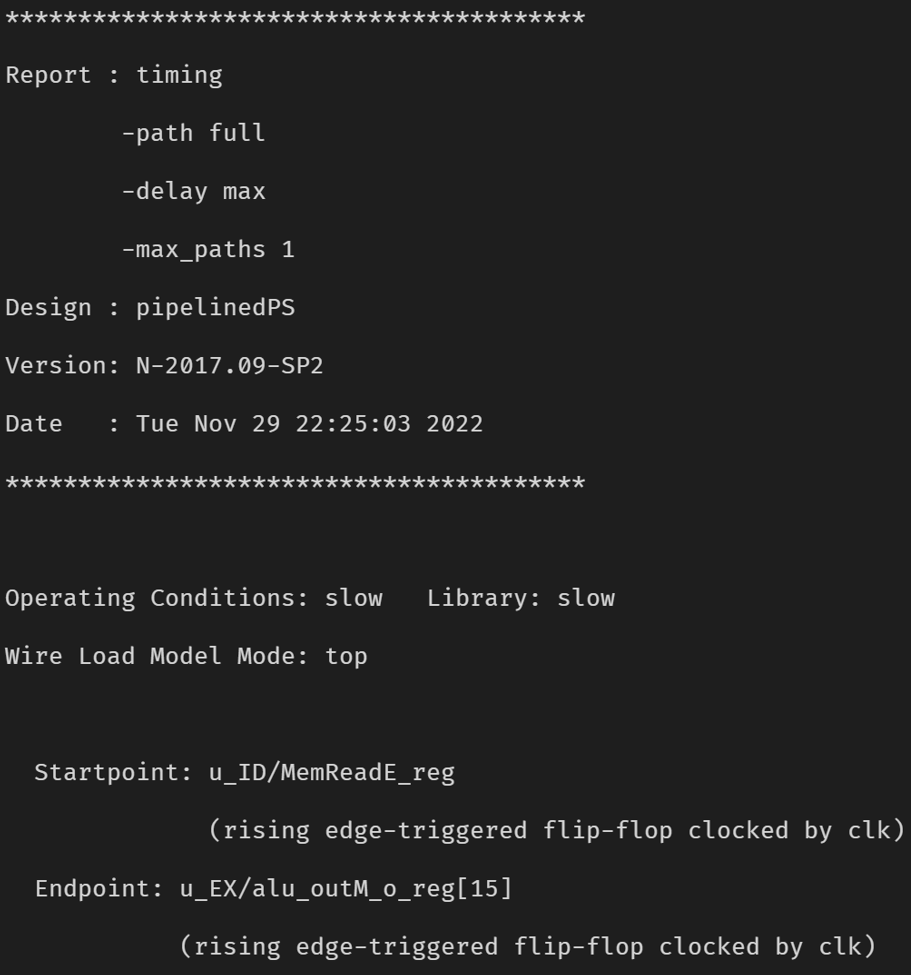 ****************************************
Report : timing
        -path full
        -delay max
        -max_paths 1
Design : pipelinedPS
Version: N-2017.09-SP2
Date   : Tue Nov 29 22:25:03 2022
****************************************
Operating Conditions: slow   Library: slow
Wire Load Model Mode: top
  Startpoint: u_ID/MemReadE_reg
              (rising edge-triggered flip-flop clocked by clk)
  Endpoint: u_EX/alu_outM_o_reg[15]
            (rising edge-triggered flip-flop clocked by clk)